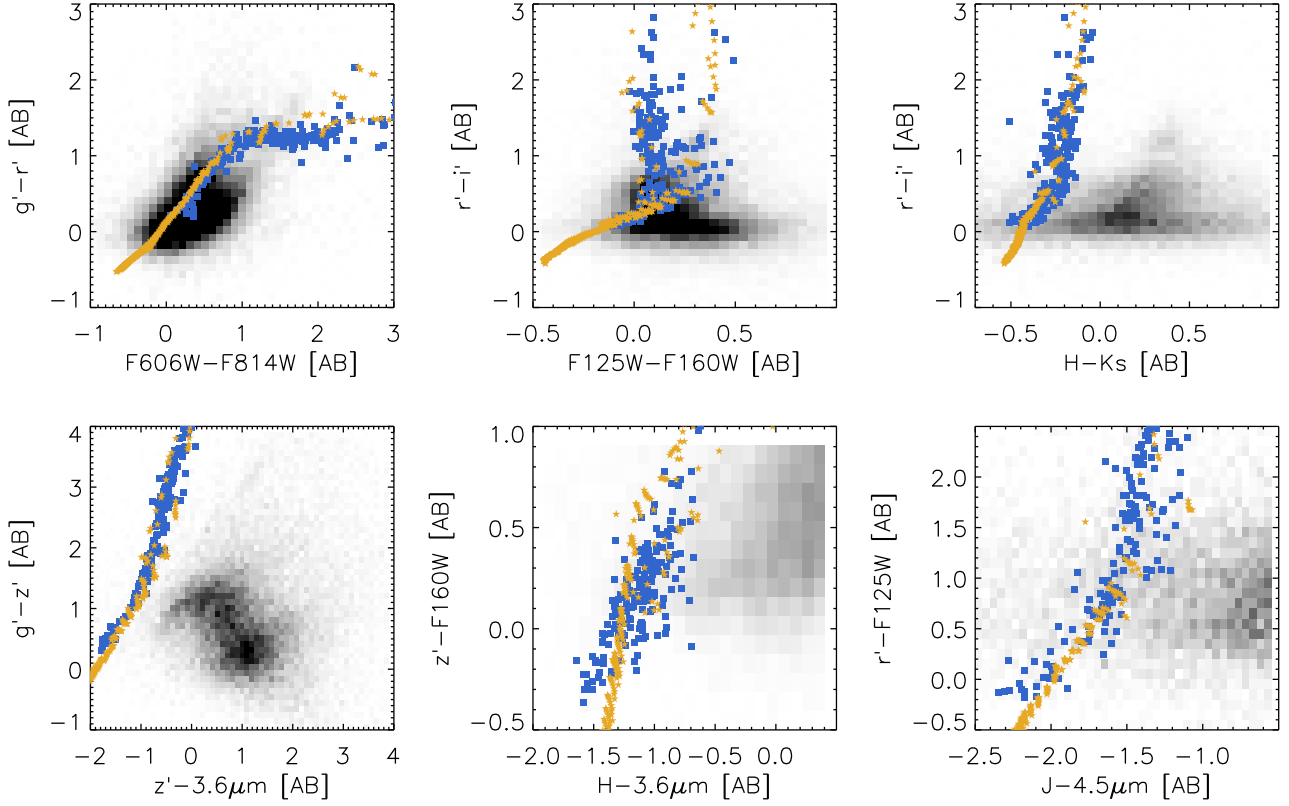 3
2
1
0
−1
g'−r' [AB]
−1 0 1 2 3
F606W−F814W [AB]
3
2
1
0
−1
r'−i' [AB]
−0.5 0.0 0.5
F125W−F160W [AB]
3
2
1
0
−1
r'−i' [AB]
−0.5 0.0 0.5
H−Ks [AB]
4
3
2
1
0
−1
g'−z' [AB]
−2 −1 0 1 2 3 4
z'−3.6μm [AB]
1.0
0.5
0.0
−0.5
z'−F160W [AB]
−2.0 −1.5 −1.0 −0.5 0.0
H−3.6μm [AB]
2.0
1.5
1.0
0.5
0.0
−0.5
r'−F125W [AB]
−2.5 −2.0 −1.5 −1.0
J−4.5μm [AB]